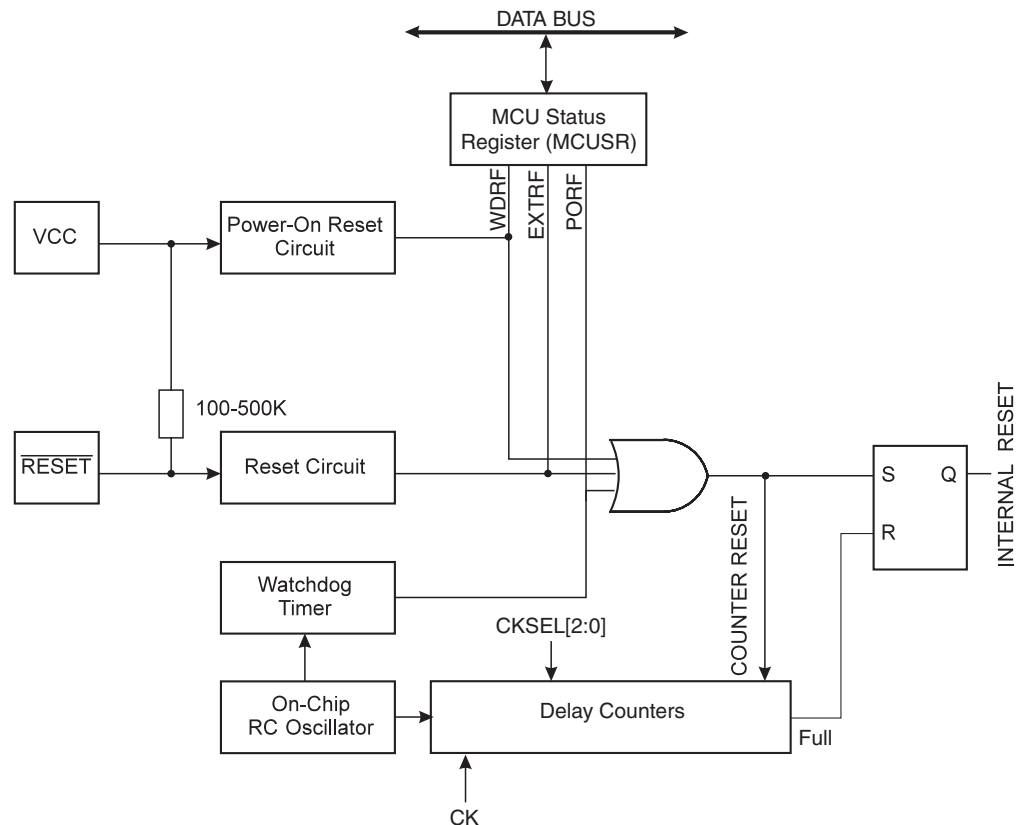 DATA BUS
MCU Status
Register (MCUSR)
WDRF
EXTRF
PORF
VCC
Power-On Reset
Circuit
100-500K
RESET
Reset Circuit
S
Q
R
INTERNAL RESET
COUNTER RESET
Watchdog
Timer
CKSEL[2:0]
On-Chip
RC Oscillator
Delay Counters
Full
CK